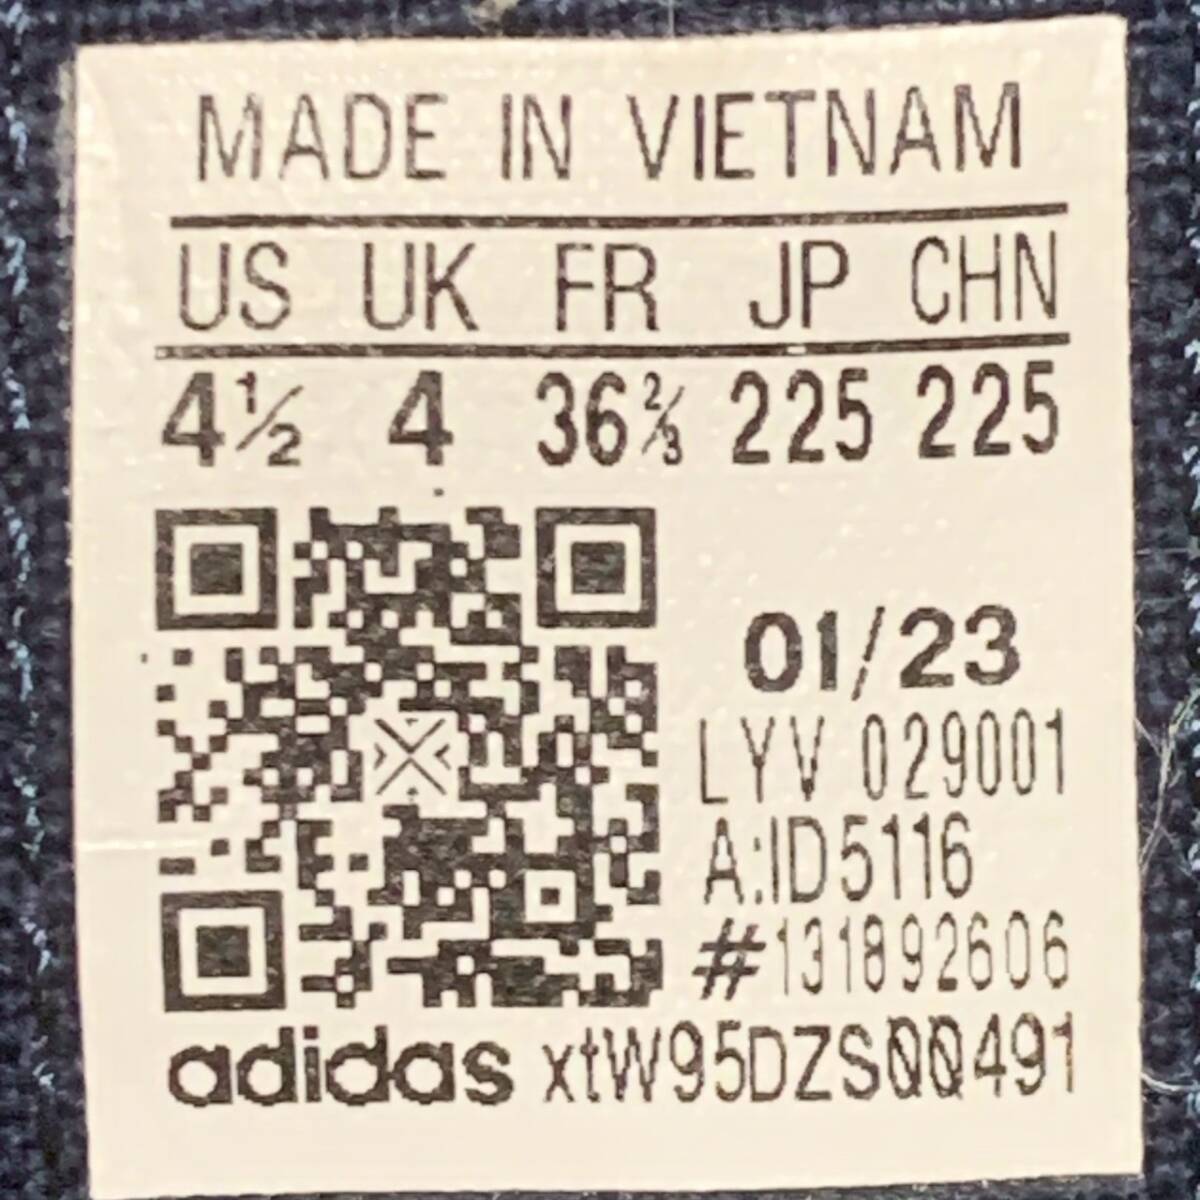 MADE IN VIETNAM
US UK FR JP CHN
4½ 4 36⅔ 225 225
01/23
LYV 029001
A:ID5116
#131892606
adidas xtW95DZS00491